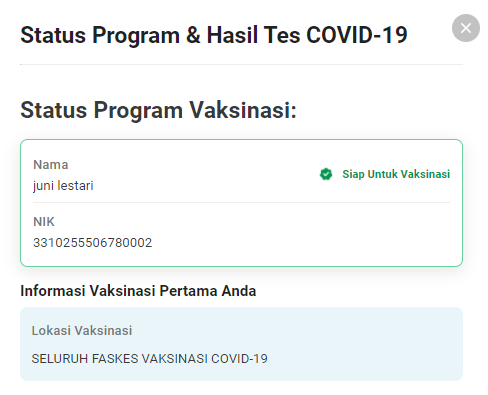 Status Program & Hasil Tes COVID-19
Status Program Vaksinasi:
Nama
juni lestari
Siap Untuk Vaksinasi
NIK
3310255506780002
Informasi Vaksinasi Pertama Anda
Lokasi Vaksinasi
SELURUH FASKES VAKSINASI COVID-19